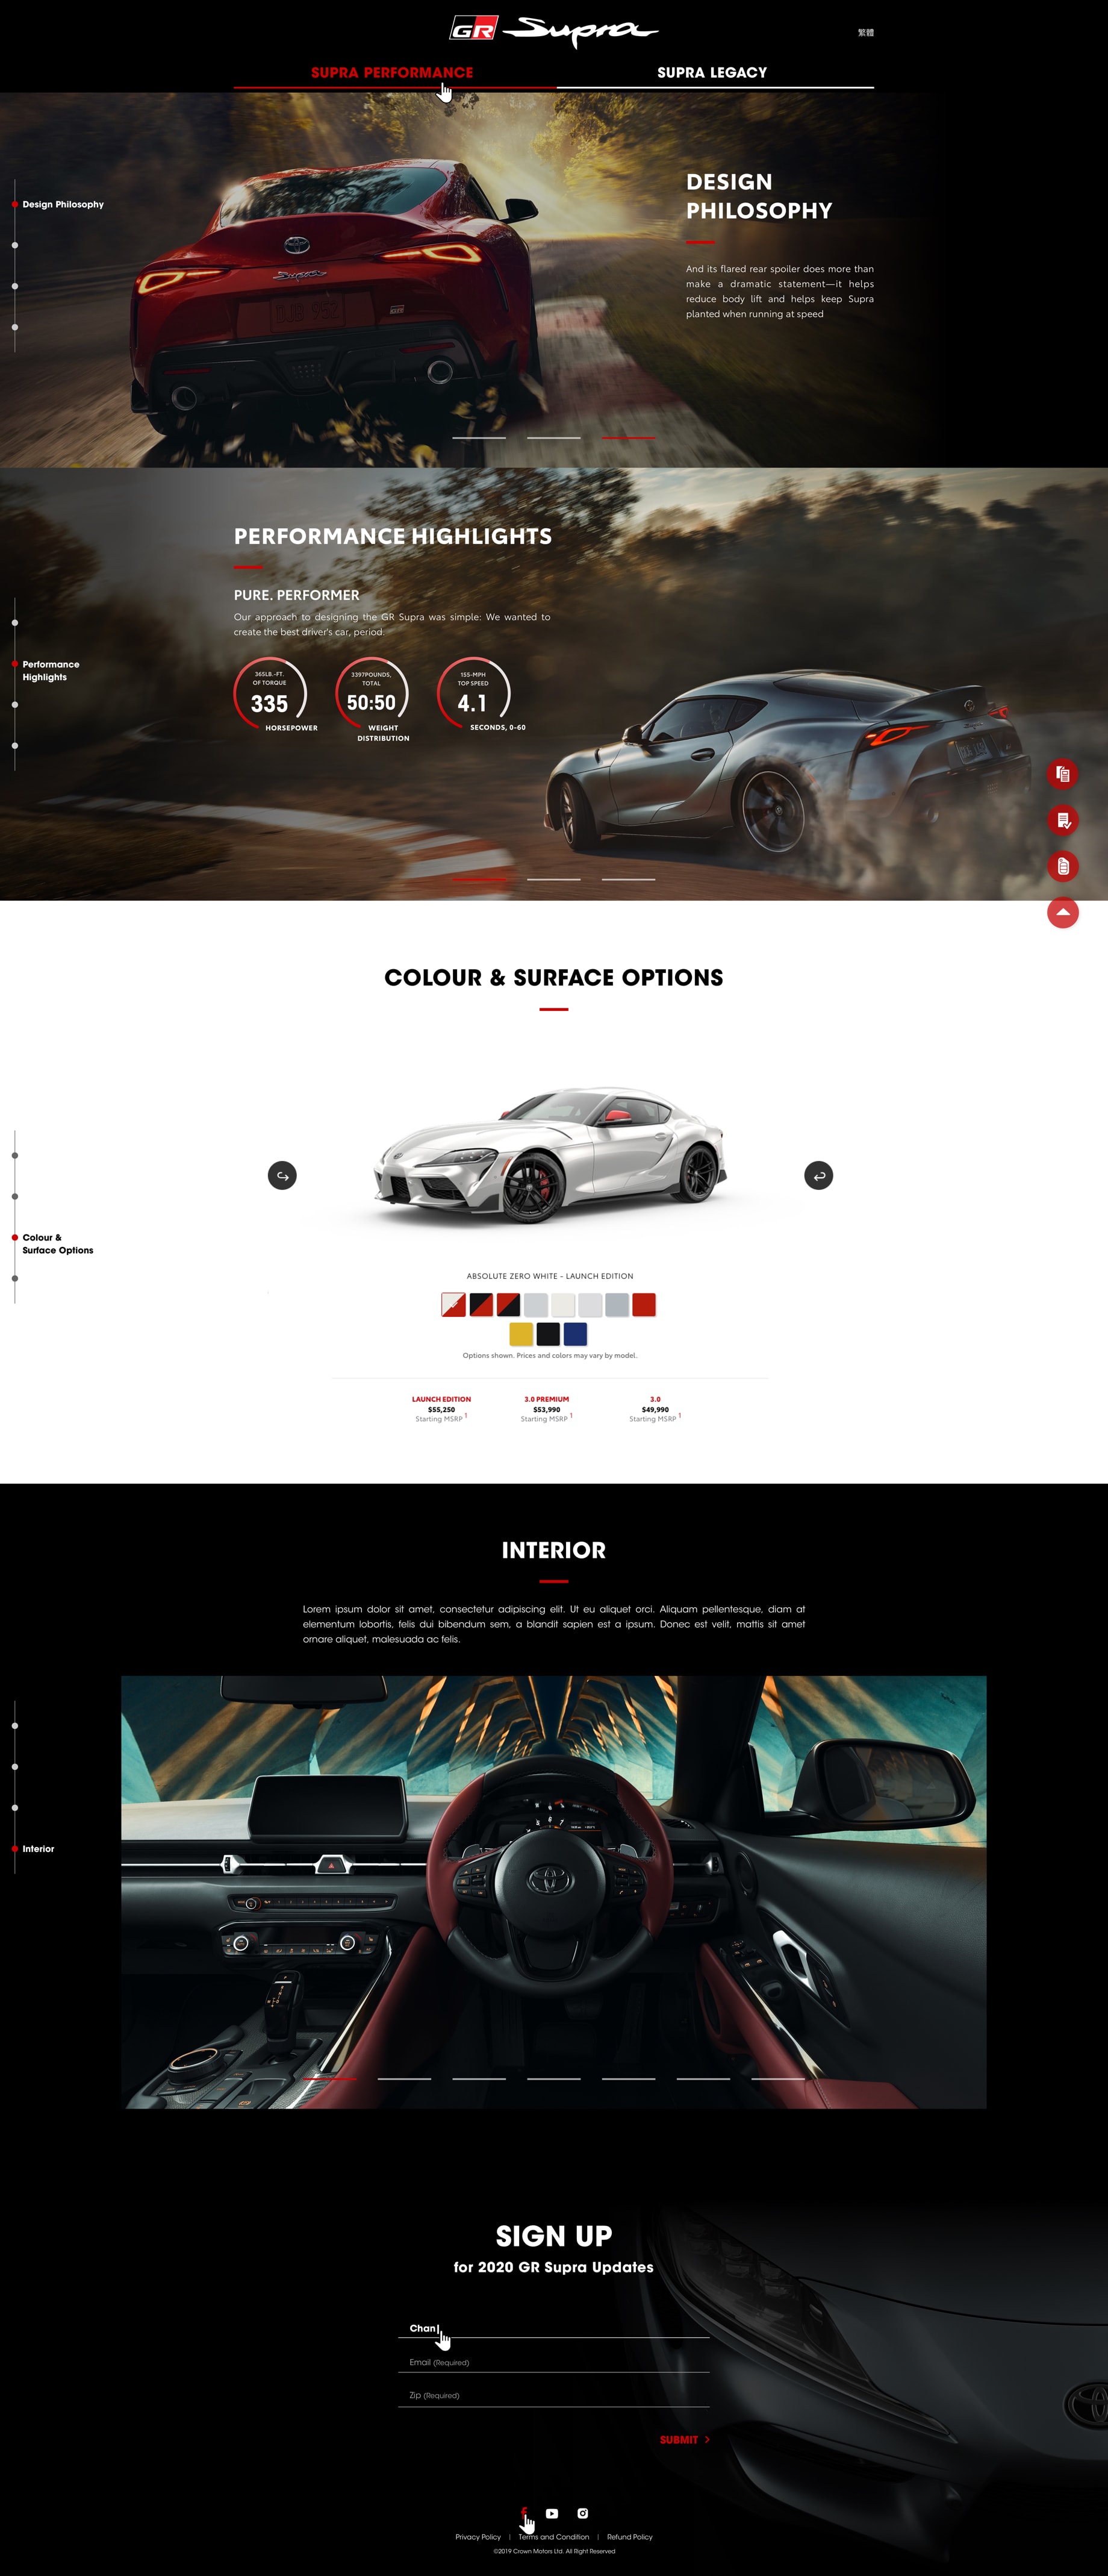 GR Supra
繁體
SUPRA PERFORMANCE
SUPRA LEGACY
Design Philosophy
DESIGN
PHILOSOPHY
And its flared rear spoiler does more than
make a dramatic statement—it helps
reduce body lift and helps keep Supra
planted when running at speed
Supra
PERFORMANCE HIGHLIGHTS
PURE. PERFORMER
Our approach to designing the GR Supra was simple: We wanted to
create the best driver's car, period.
365LB.-FT.
OF TORQUE
335
HORSEPOWER
3397POUNDS,
TOTAL
50:50
WEIGHT
DISTRIBUTION
155-MPH
TOP SPEED
4.1
SECONDS, 0-60
Performance
Highlights
COLOUR & SURFACE OPTIONS
Colour &
Surface Options
ABSOLUTE ZERO WHITE - LAUNCH EDITION
Options shown. Prices and colors may vary by model.
LAUNCH EDITION
$55,250
Starting MSRP 1
3.0 PREMIUM
$53,990
Starting MSRP 1
3.0
$49,990
Starting MSRP 1
INTERIOR
Lorem ipsum dolor sit amet, consectetur adipiscing elit. Ut eu aliquet orci. Aliquam pellentesque, diam at
elementum lobortis, felis dui bibendum sem, a blandit sapien est a ipsum. Donec est velit, mattis sit amet
ornare aliquet, malesuada ac felis.
Interior
SIGN UP
for 2020 GR Supra Updates
Chan
Email (Required)
Zip (Required)
SUBMIT
Privacy Policy | Terms and Condition | Refund Policy
©2019 Crown Motors Ltd. All Right Reserved